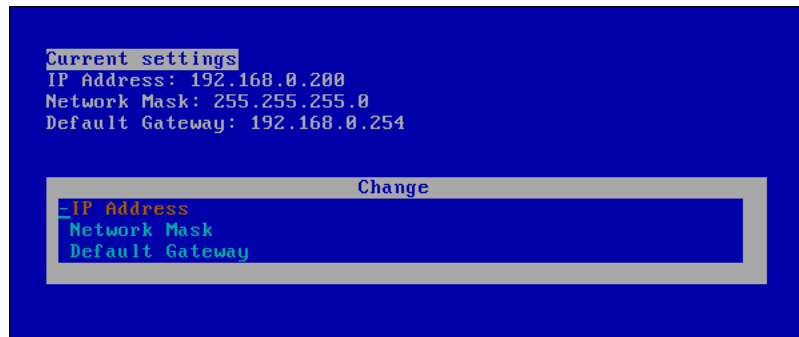 Current settings
IP Address: 192.168.0.200
Network Mask: 255.255.255.0
Default Gateway: 192.168.0.254
Change
-IP Address
Network Mask
Default Gateway